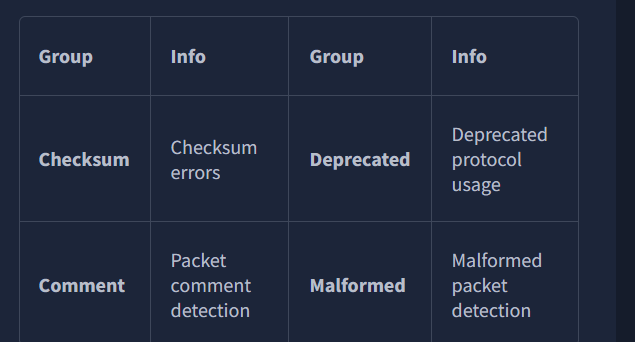 Group Info Group Info
Checksum
Checksum
errors
Deprecated
Deprecated
protocol
usage
Comment
Packet
comment
detection
Malformed
Malformed
packet
detection